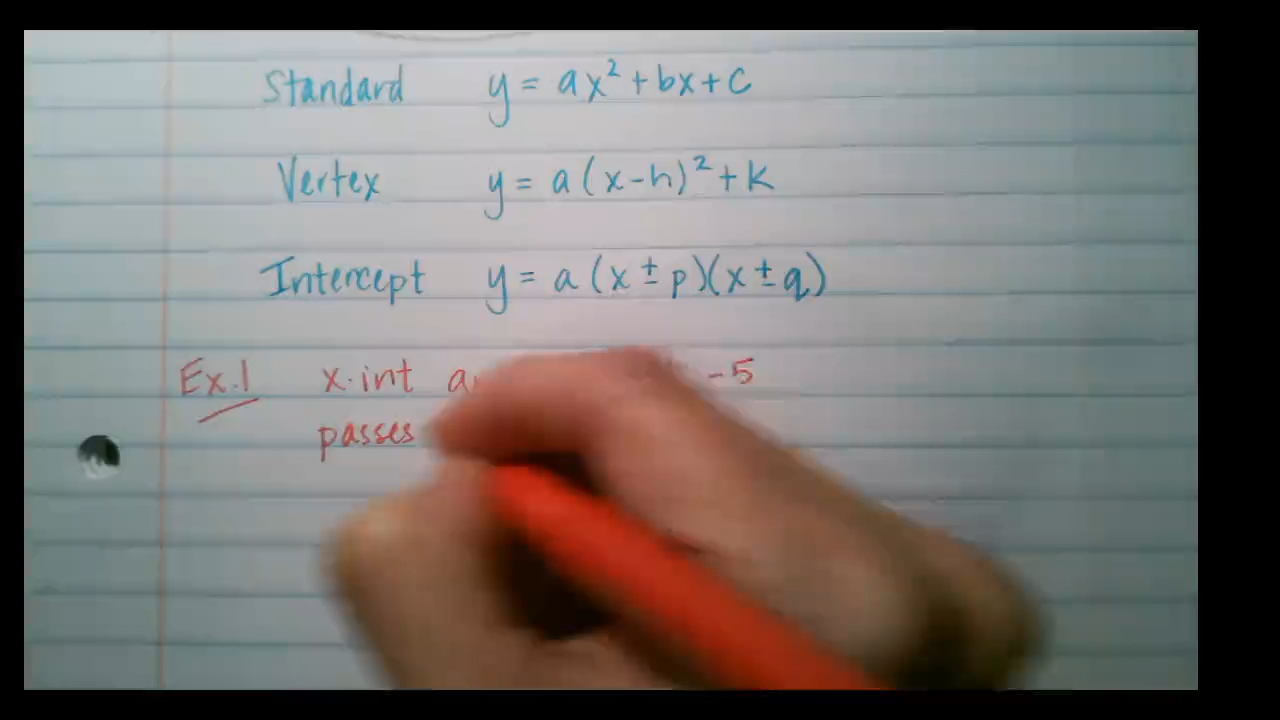 Standard y = ax² + bx + c
Vertex y = a(x-h)² + k
Intercept y = a(x ± p)(x ± q)
Ex.1 x-int -5
passes